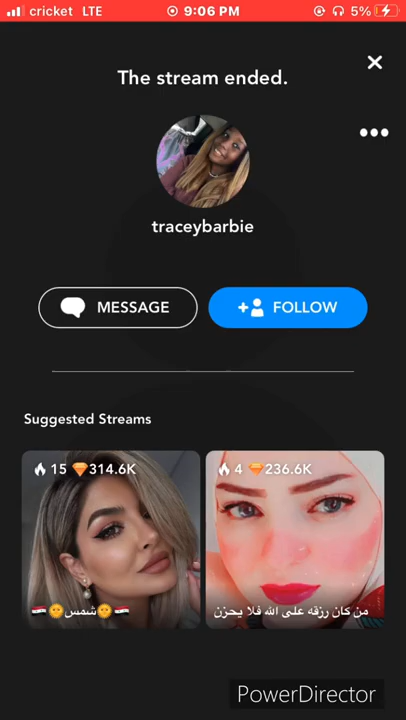 cricket LTE 9:06 PM 5%
The stream ended.
traceybarbie
MESSAGE
FOLLOW
Suggested Streams
15 314.6K
4 236.6K
🇪🇬🌞شمس🌞🇪🇬
من كان رزقه على الله فلا يحزن
PowerDirector